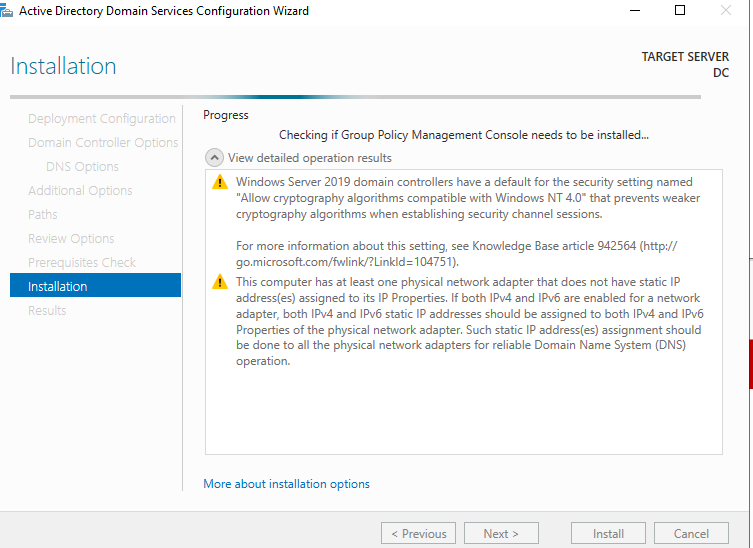 Active Directory Domain Services Configuration Wizard
Installation
TARGET SERVER
DC
Deployment Configuration
Domain Controller Options
DNS Options
Additional Options
Paths
Review Options
Prerequisites Check
Installation
Results
Progress
Checking if Group Policy Management Console needs to be installed...
View detailed operation results
Windows Server 2019 domain controllers have a default for the security setting named
"Allow cryptography algorithms compatible with Windows NT 4.0" that prevents weaker
cryptography algorithms when establishing security channel sessions.
For more information about this setting, see Knowledge Base article 942564 (http://
go.microsoft.com/fwlink/?LinkId=104751).
This computer has at least one physical network adapter that does not have static IP
address(es) assigned to its IP Properties. If both IPv4 and IPv6 are enabled for a network
adapter, both IPv4 and IPv6 static IP addresses should be assigned to both IPv4 and IPv6
Properties of the physical network adapter. Such static IP address(es) assignment should
be done to all the physical network adapters for reliable Domain Name System (DNS)
operation.
More about installation options
< Previous
Next >
Install
Cancel